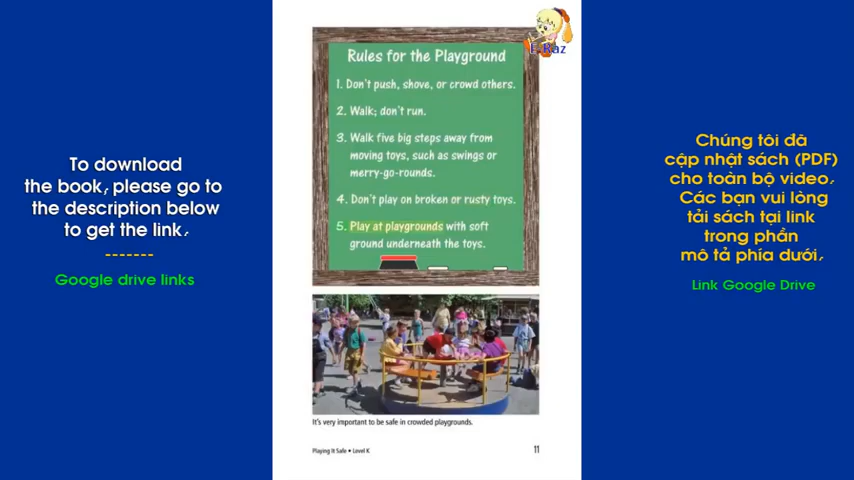 To download
the book, please go to
the description below
to get the link,
-------
Google drive links
E-Raz
Rules for the Playground
1. Don't push, shove, or crowd others.
2. Walk; don't run.
3. Walk five big steps away from
moving toys, such as swings or
merry-go-rounds.
4. Don't play on broken or rusty toys.
5. Play at playgrounds with soft
ground underneath the toys.
It's very important to be safe in crowded playgrounds.
Playing It Safe • Level K
11
Chúng tôi đã
cập nhật sách (PDF)
cho toàn bộ video,
Các bạn vui lòng
tải sách tại link
trong phần
mô tả phía dưới,
Link Google Drive